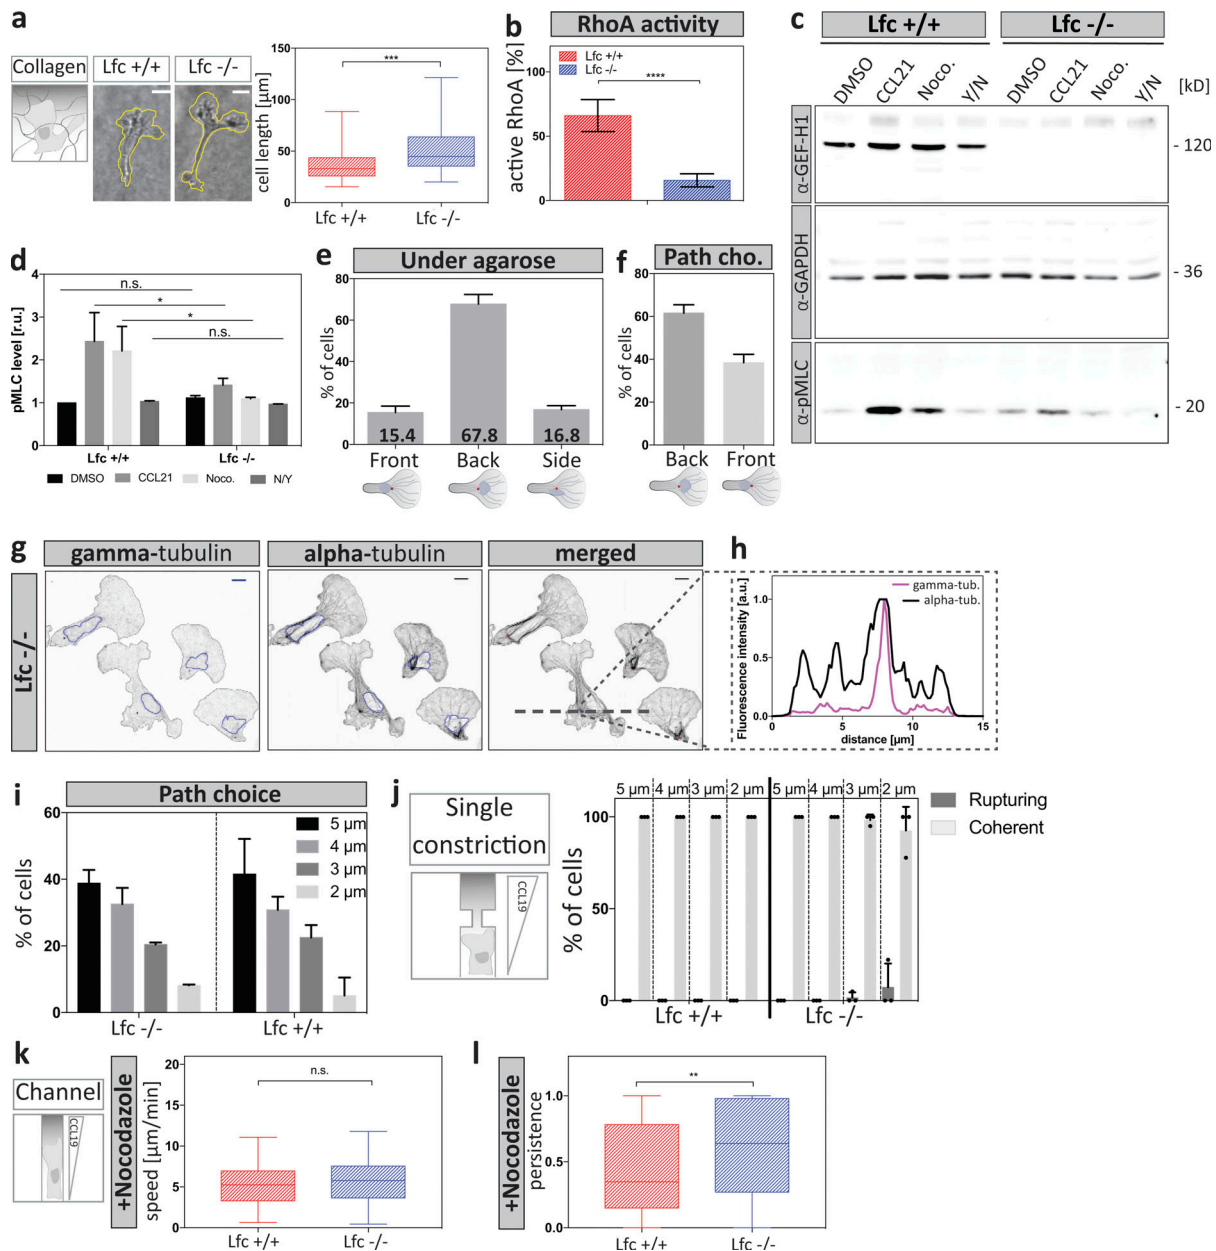 a
Collagen
Lfc +/+
Lfc -/-
cell length [µm]
150
100
50
0
***
Lfc +/+
Lfc -/-
b
RhoA activity
Lfc +/+
Lfc -/-
active RhoA [%]
100
50
0
****
c
Lfc +/+
Lfc -/-
DMSO
CCL21
Noco.
Y/N
DMSO
CCL21
Noco.
Y/N
[kD]
α-GEF-H1
- 120
α-GAPDH
- 36
α-pMLC
- 20
d
pMLC level [r.u.]
4
3
2
1
0
n.s.
*
*
n.s.
Lfc +/+
Lfc -/-
DMSO
CCL21
Noco.
N/Y
e
Under agarose
% of cells
80
60
40
20
0
15.4
67.8
16.8
Front
Back
Side
f
Path cho.
% of cells
80
60
40
20
0
Back
Front
g
gamma-tubulin
alpha-tubulin
merged
Lfc -/-
h
Fluorescence intensity [a.u.]
1.0
0.5
0.0
gamma-tub.
alpha-tub.
0
5
10
15
distance [µm]
i
Path choice
% of cells
60
40
20
0
5 µm
4 µm
3 µm
2 µm
Lfc -/-
Lfc +/+
j
Single
constriction
CCL19
% of cells
100
50
0
5 µm
4 µm
3 µm
2 µm
5 µm
4 µm
3 µm
2 µm
Rupturing
Coherent
Lfc +/+
Lfc -/-
k
Channel
CCL19
+Nocodazole
speed [µm/min]
20
15
10
5
0
n.s.
Lfc +/+
Lfc -/-
l
+Nocodazole
persistence
1.0
0.5
0.0
**
Lfc +/+
Lfc -/-